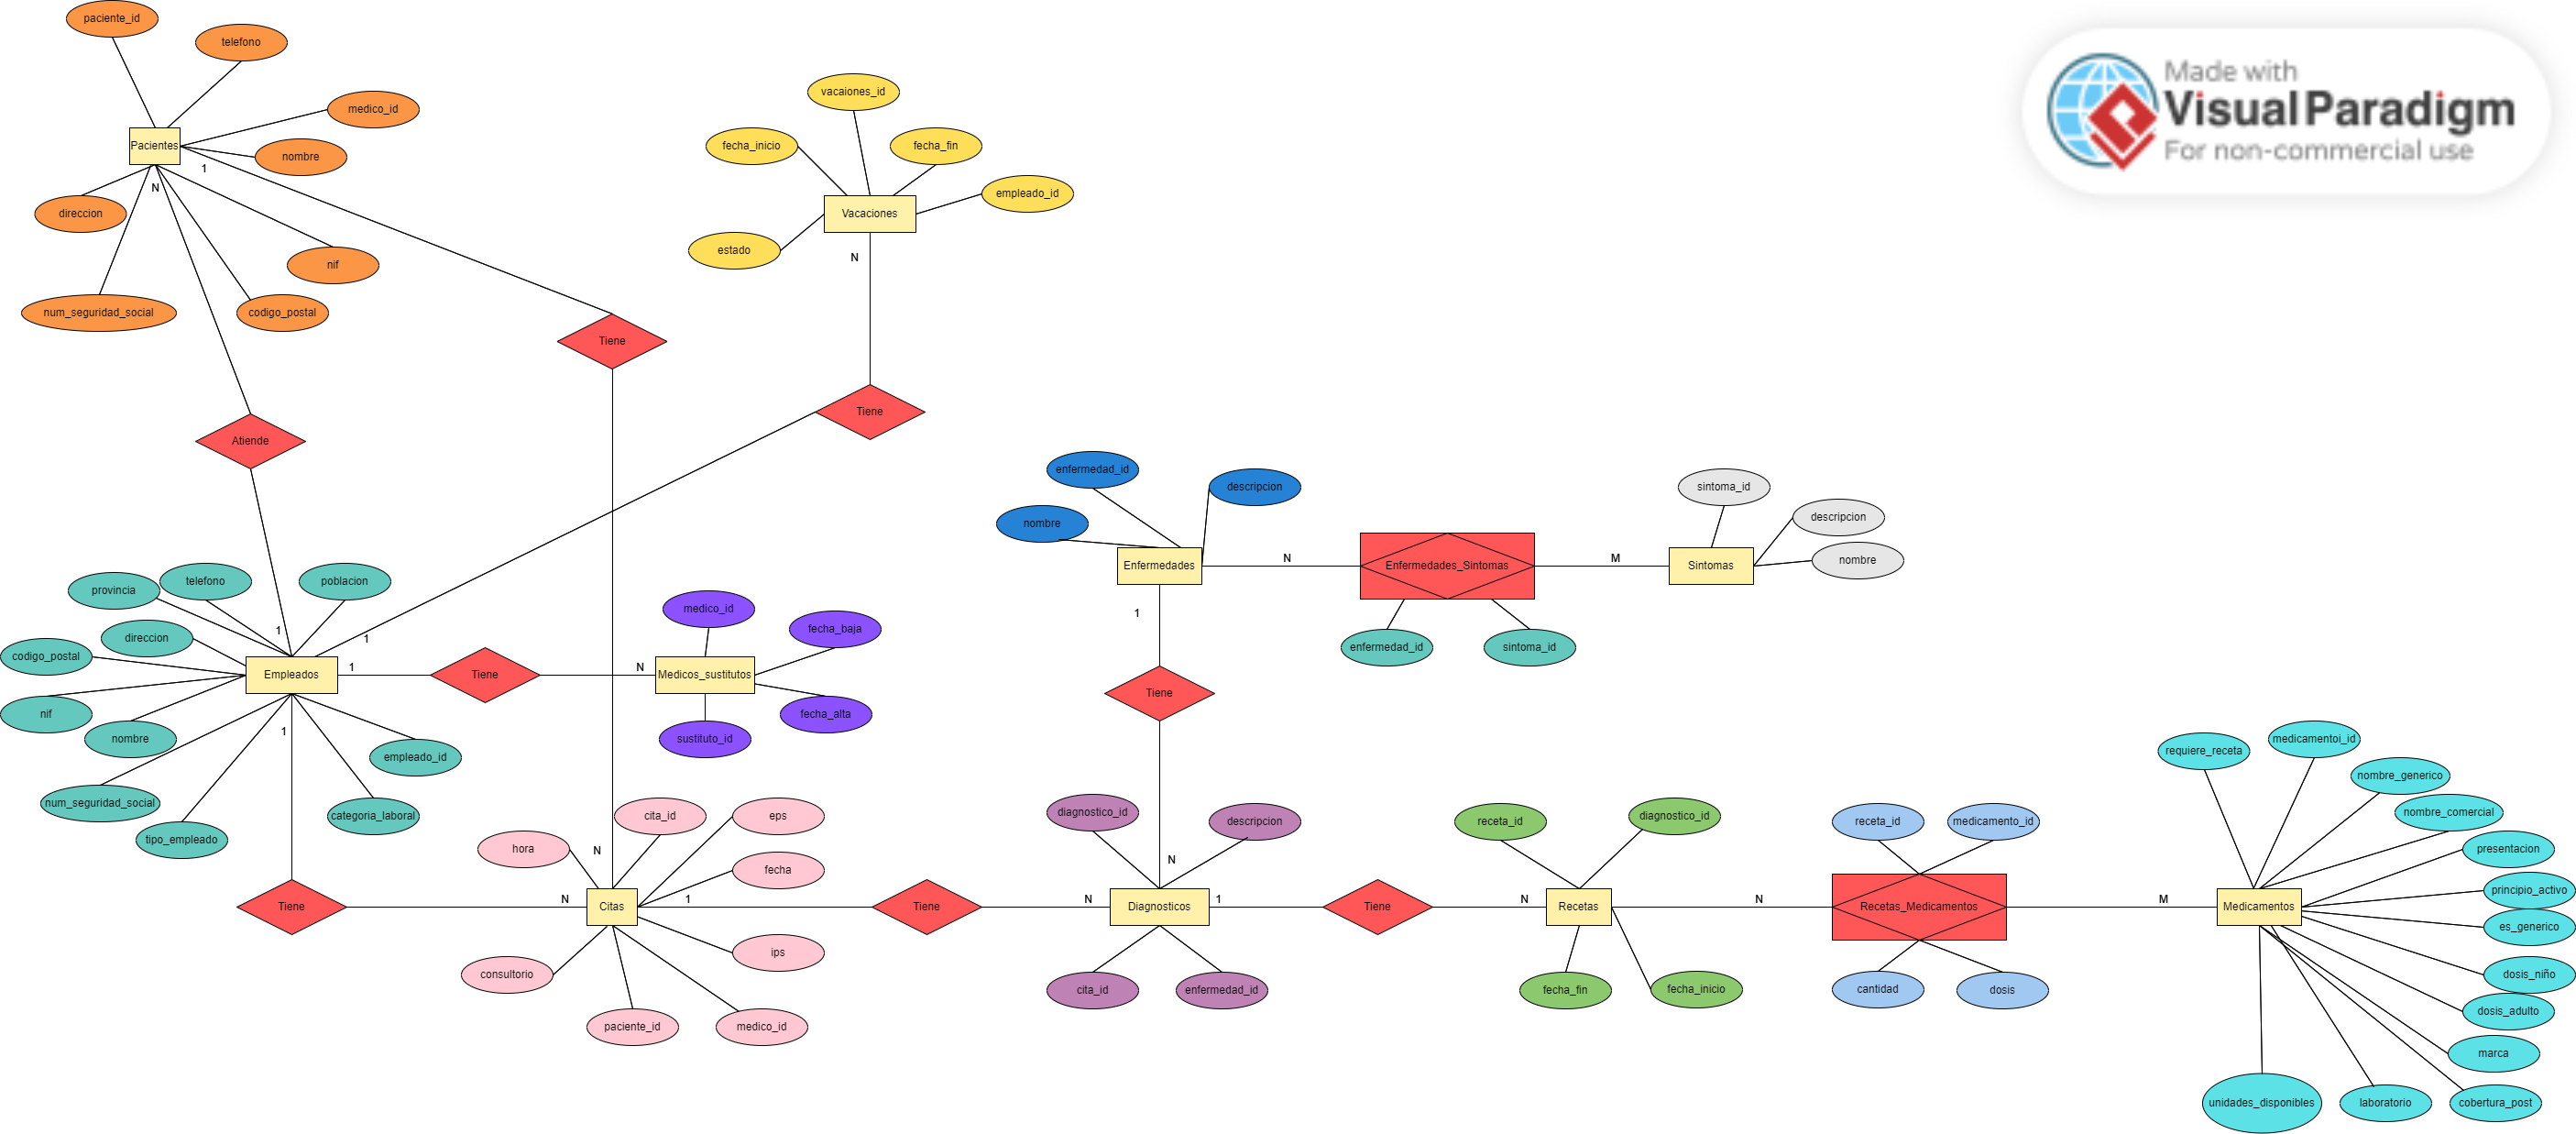 paciente_id
telefono
medico_id
Pacientes
nombre
1
N
direccion
nif
num_seguridad_social
codigo_postal
Atiende
Tiene
vacaiones_id
fecha_inicio
fecha_fin
empleado_id
Vacaciones
estado
N
Tiene
Made with
Visual Paradigm
For non-commercial use
provincia
telefono
poblacion
direccion
codigo_postal
1
1
Empleados
1
Tiene
N
Medicos_sustitutos
medico_id
fecha_baja
fecha_alta
sustituto_id
nif
nombre
1
empleado_id
num_seguridad_social
categoria_laboral
tipo_empleado
Tiene
N
enfermedad_id
descripcion
nombre
Enfermedades
N
Enfermedades_Sintomas
M
Sintomas
sintoma_id
descripcion
nombre
enfermedad_id
sintoma_id
1
Tiene
N
hora
cita_id
eps
fecha
N
Citas
1
Tiene
N
ips
consultorio
paciente_id
medico_id
diagnostico_id
descripcion
Diagnosticos
1
Tiene
N
cita_id
enfermedad_id
receta_id
diagnostico_id
Recetas
N
fecha_fin
fecha_inicio
receta_id
medicamento_id
Recetas_Medicamentos
M
cantidad
dosis
requiere_receta
medicamentoi_id
nombre_generico
nombre_comercial
presentacion
principio_activo
Medicamentos
es_generico
dosis_niño
dosis_adulto
marca
unidades_disponibles
laboratorio
cobertura_post